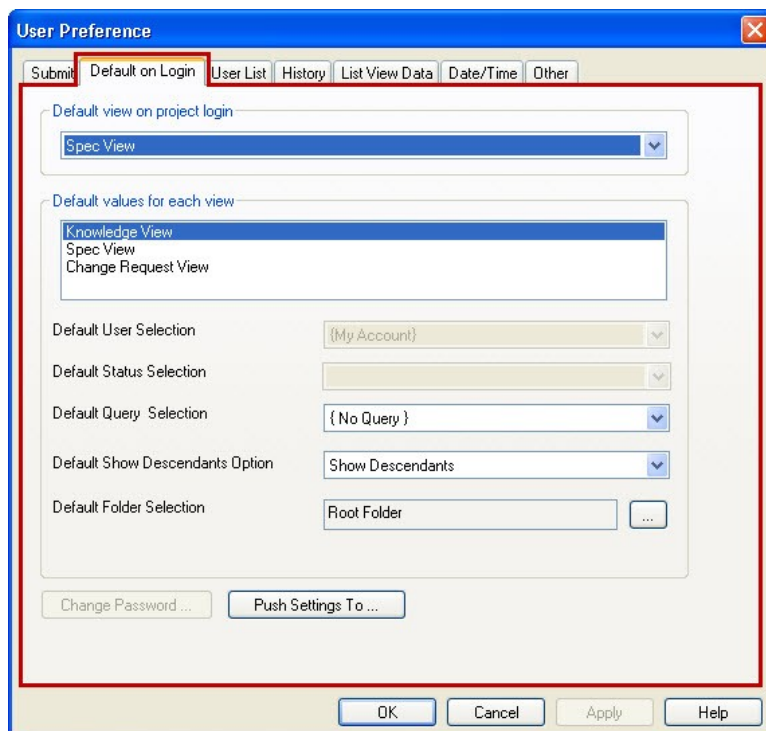 User Preference
Submit Default on Login User List History List View Data Date/Time Other
Default view on project login
Spec View
Default values for each view
Knowledge View
Spec View
Change Request View
Default User Selection {My Account}
Default Status Selection
Default Query Selection { No Query }
Default Show Descendants Option Show Descendants
Default Folder Selection Root Folder ...
Change Password ... Push Settings To ...
OK Cancel Apply Help